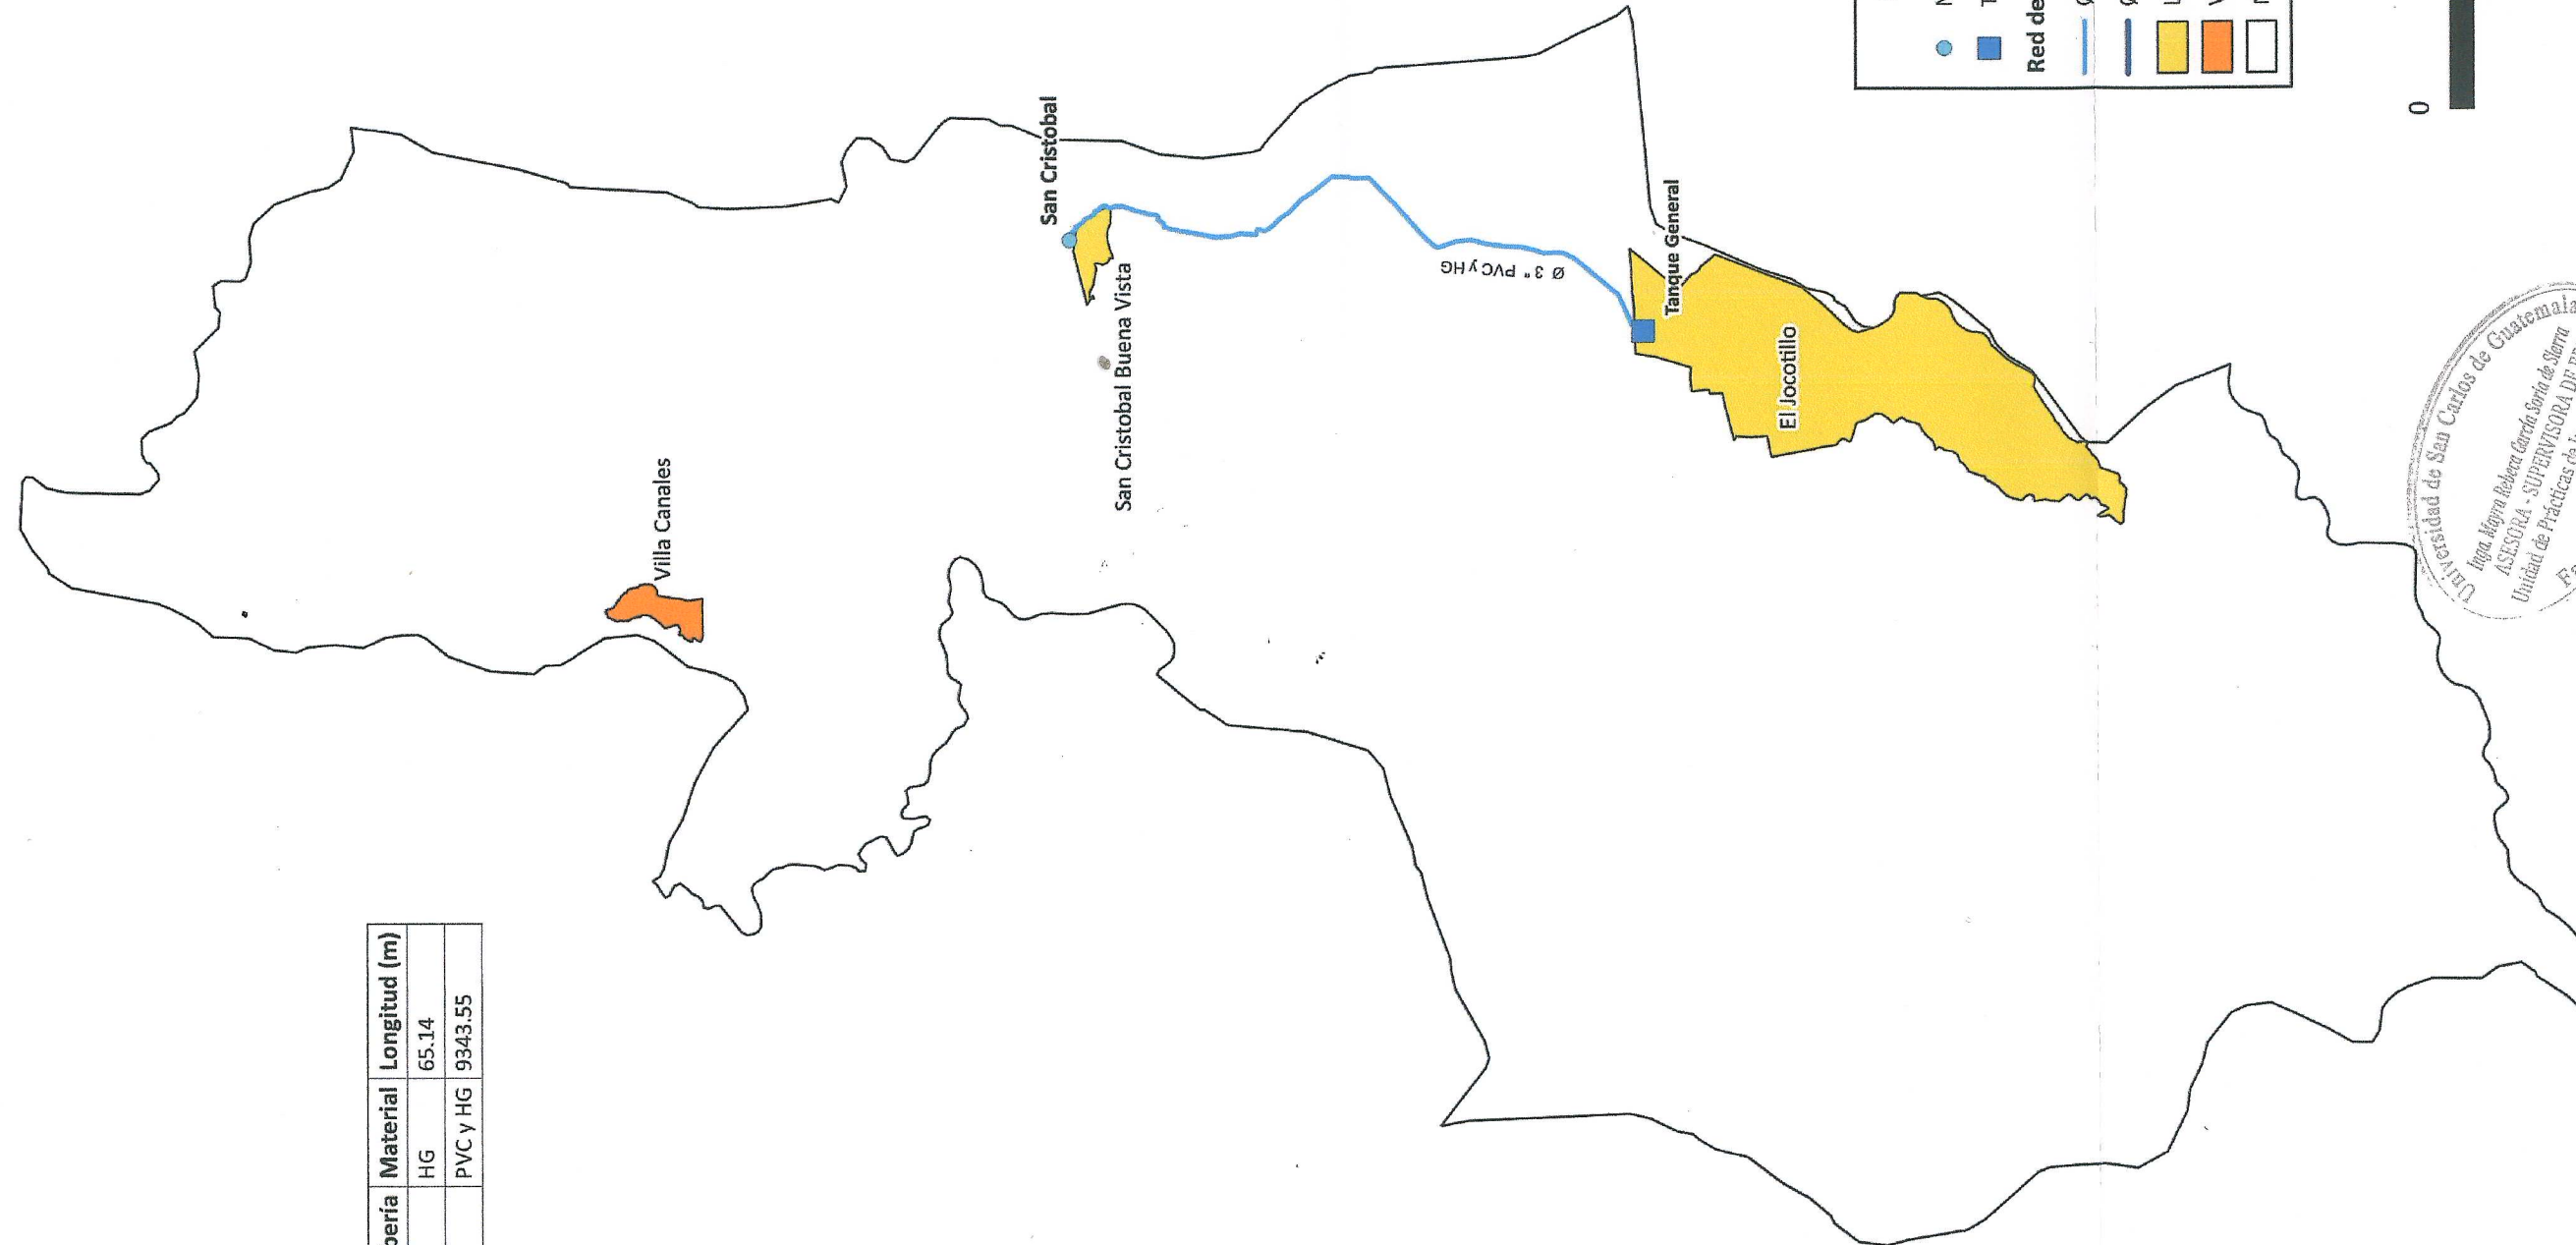 San Cristobal
San Cristobal Buena Vista
Villa Canales
Ø 3" PVC y HG
Tanque General
El Jocotillo
Material Longitud (m)
HG 65.14
PVC y HG 9343.55
Red de
0
Universidad de San Carlos de Guatemala
Inga. Mayra Rebeca García Soria de Sierra
ASESORA - SUPERVISORA DE
Unidad de Prácticas de